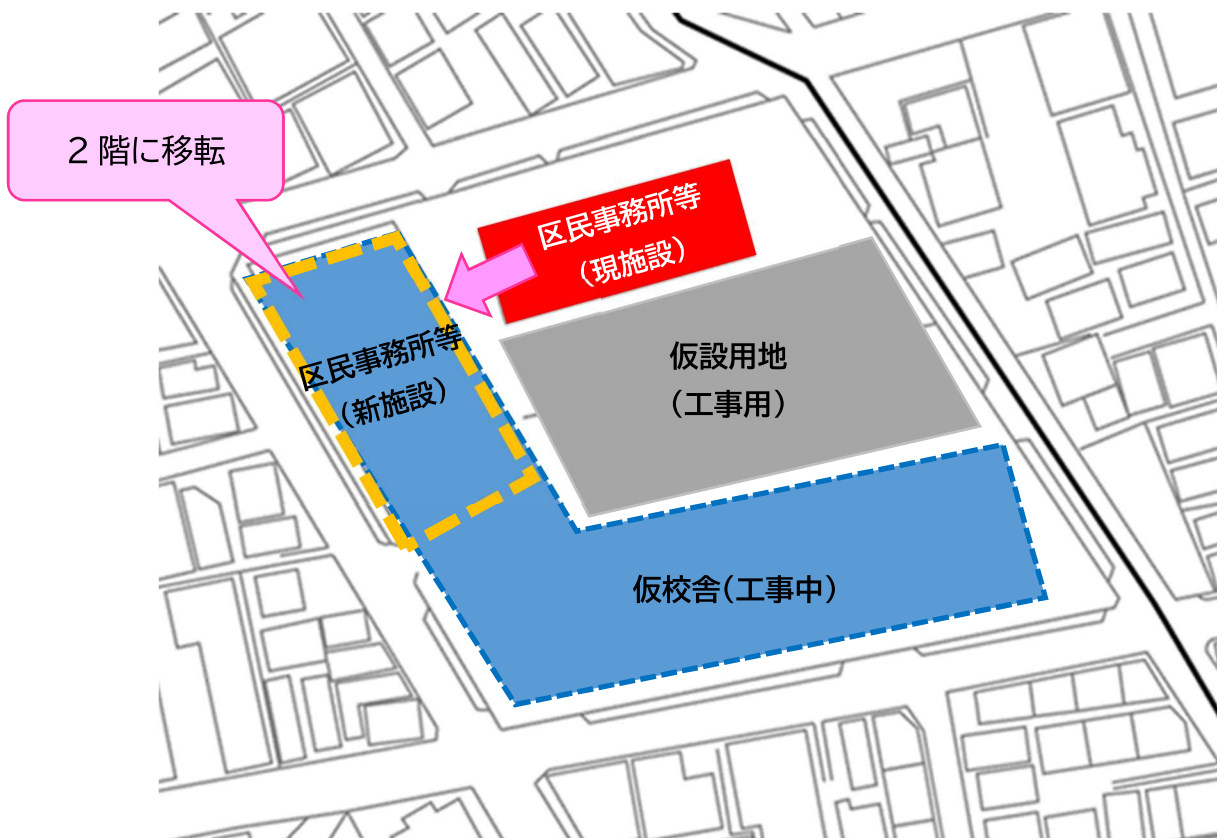 2階に移転
区民事務所等
(現施設)
区民事務所等
(新施設)
仮設用地
(工事用)
仮校舎(工事中)